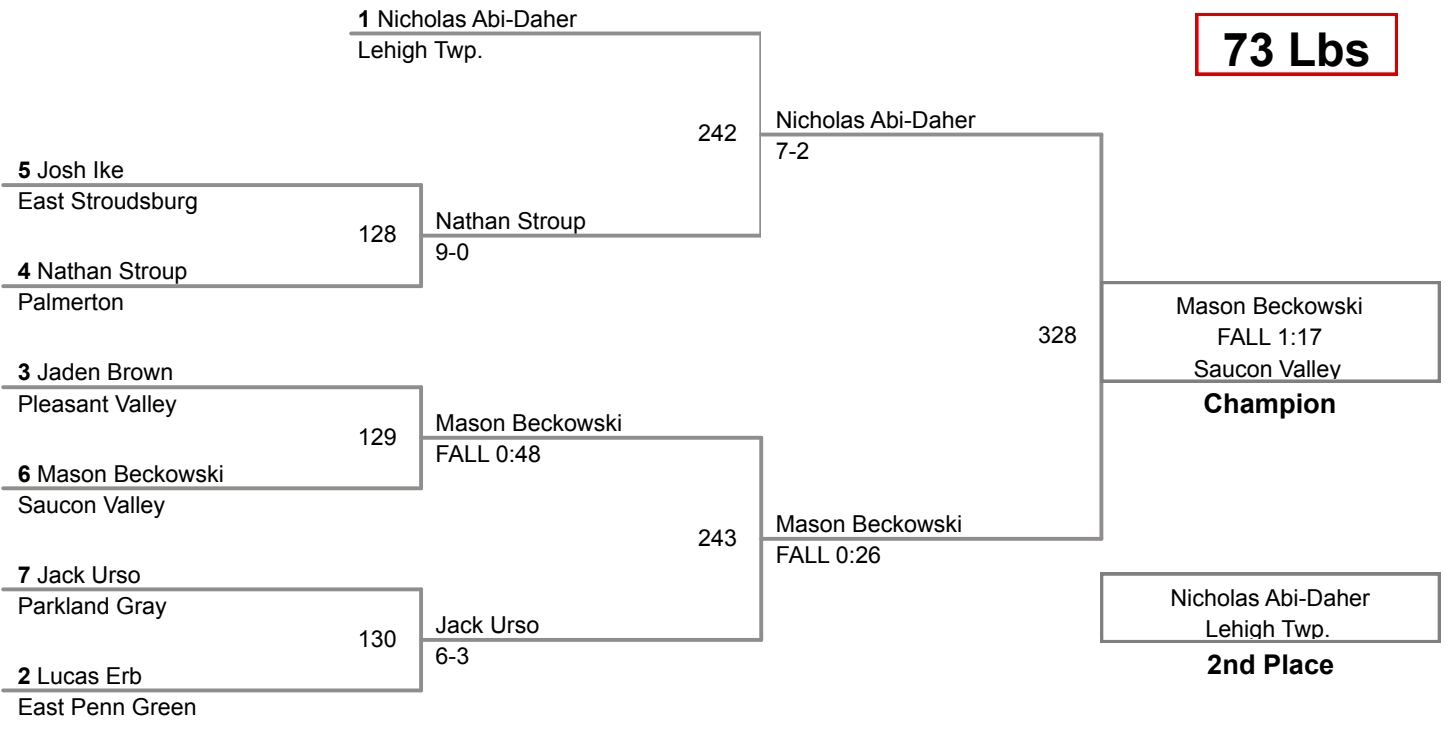 1 Nicholas Abi-Daher
Lehigh Twp.
73 Lbs
242
Nicholas Abi-Daher
7-2
5 Josh Ike
East Stroudsburg
128
Nathan Stroup
9-0
4 Nathan Stroup
Palmerton
328
Mason Beckowski
FALL 1:17
Saucon Valley
Champion
3 Jaden Brown
Pleasant Valley
129
Mason Beckowski
FALL 0:48
6 Mason Beckowski
Saucon Valley
243
Mason Beckowski
FALL 0:26
7 Jack Urso
Parkland Gray
130
Jack Urso
6-3
2 Lucas Erb
East Penn Green
Nicholas Abi-Daher
Lehigh Twp.
2nd Place